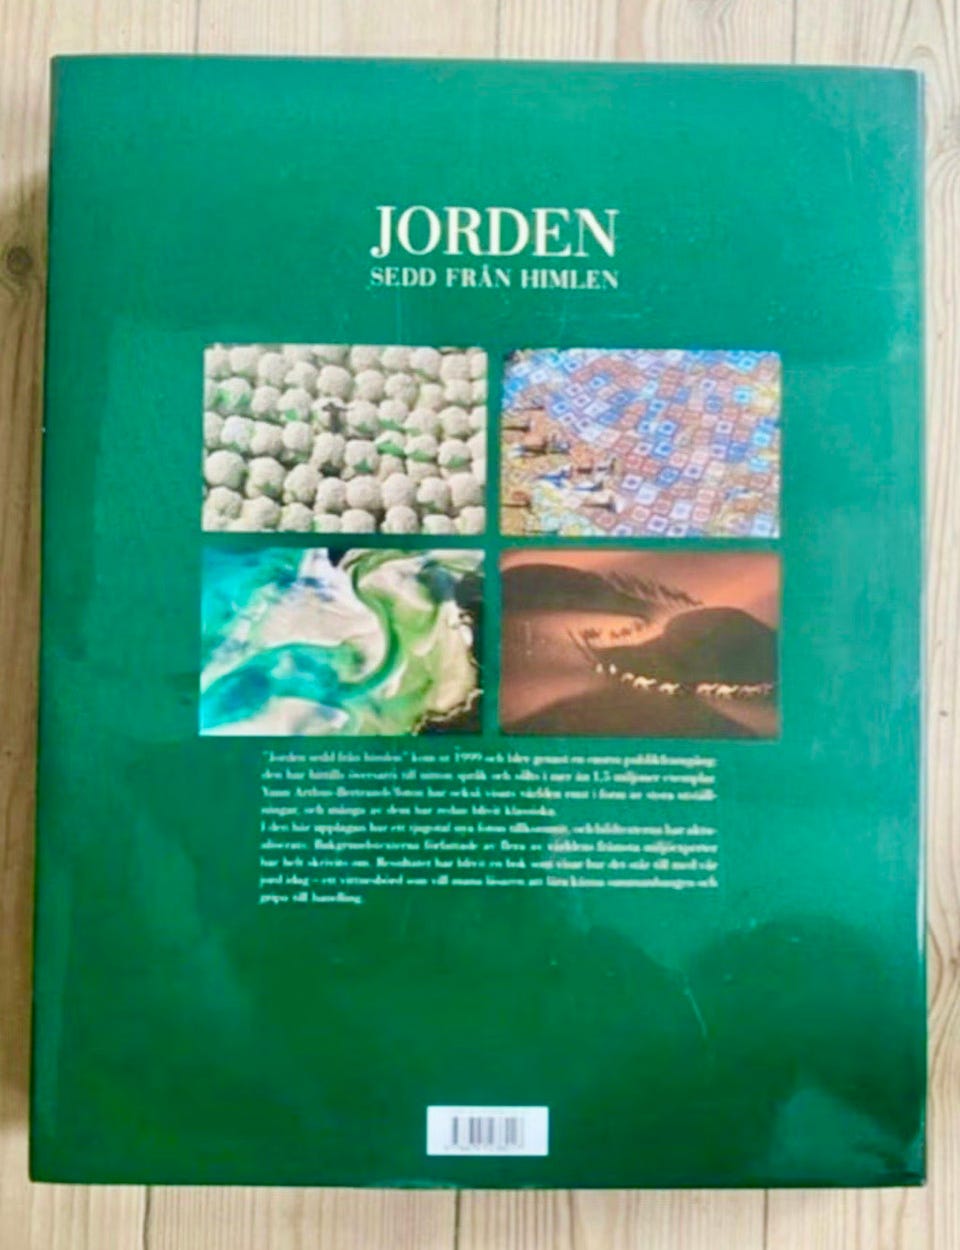 JORDEN
SEDD FRÅN HIMLEN
"Jorden sedd från himlen" kom ut 1999 och blev genast en enorm publikframgång:
den har hittills översatts till nitton språk och sålts i mer än 1,5 miljoner exemplar.
Yann Arthus-Bertrands foton har också visats världen runt i form av stora utställ-
ningar, och många av dem har redan blivit klassiska.
I den här upplagan har ett sjugotal nya foton tillkommit, och bildtexterna har aktu-
aliserats. Bakgrundstexterna författade av flera av världens främsta miljöexperter
har helt skrivits om. Resultatet har blivit en bok som visar hur det står till med vår
jord idag – ett vittnesbörd som vill mana läsaren att lära känna sammanhangen och
gripa till handling.